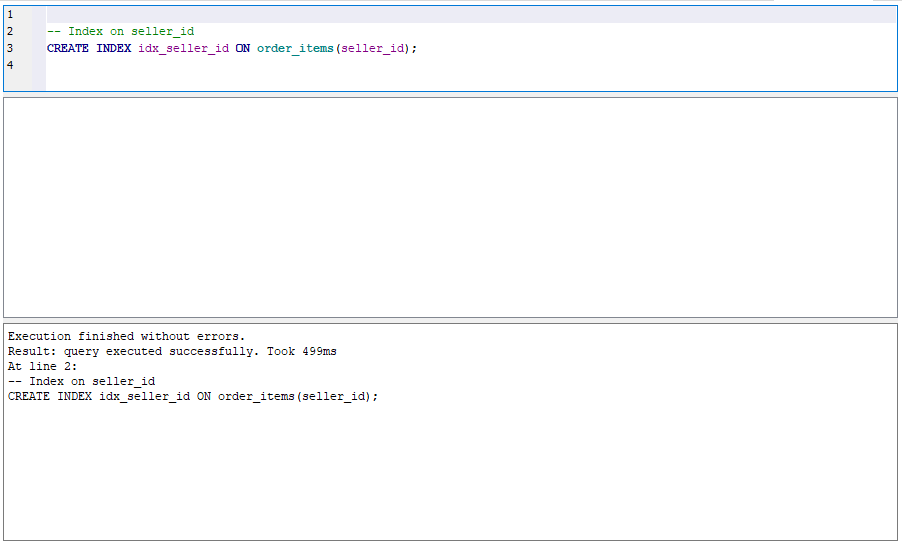 1
2 -- Index on seller_id
3 CREATE INDEX idx_seller_id ON order_items(seller_id);
4
Execution finished without errors.
Result: query executed successfully. Took 499ms
At line 2:
-- Index on seller_id
CREATE INDEX idx_seller_id ON order_items(seller_id);